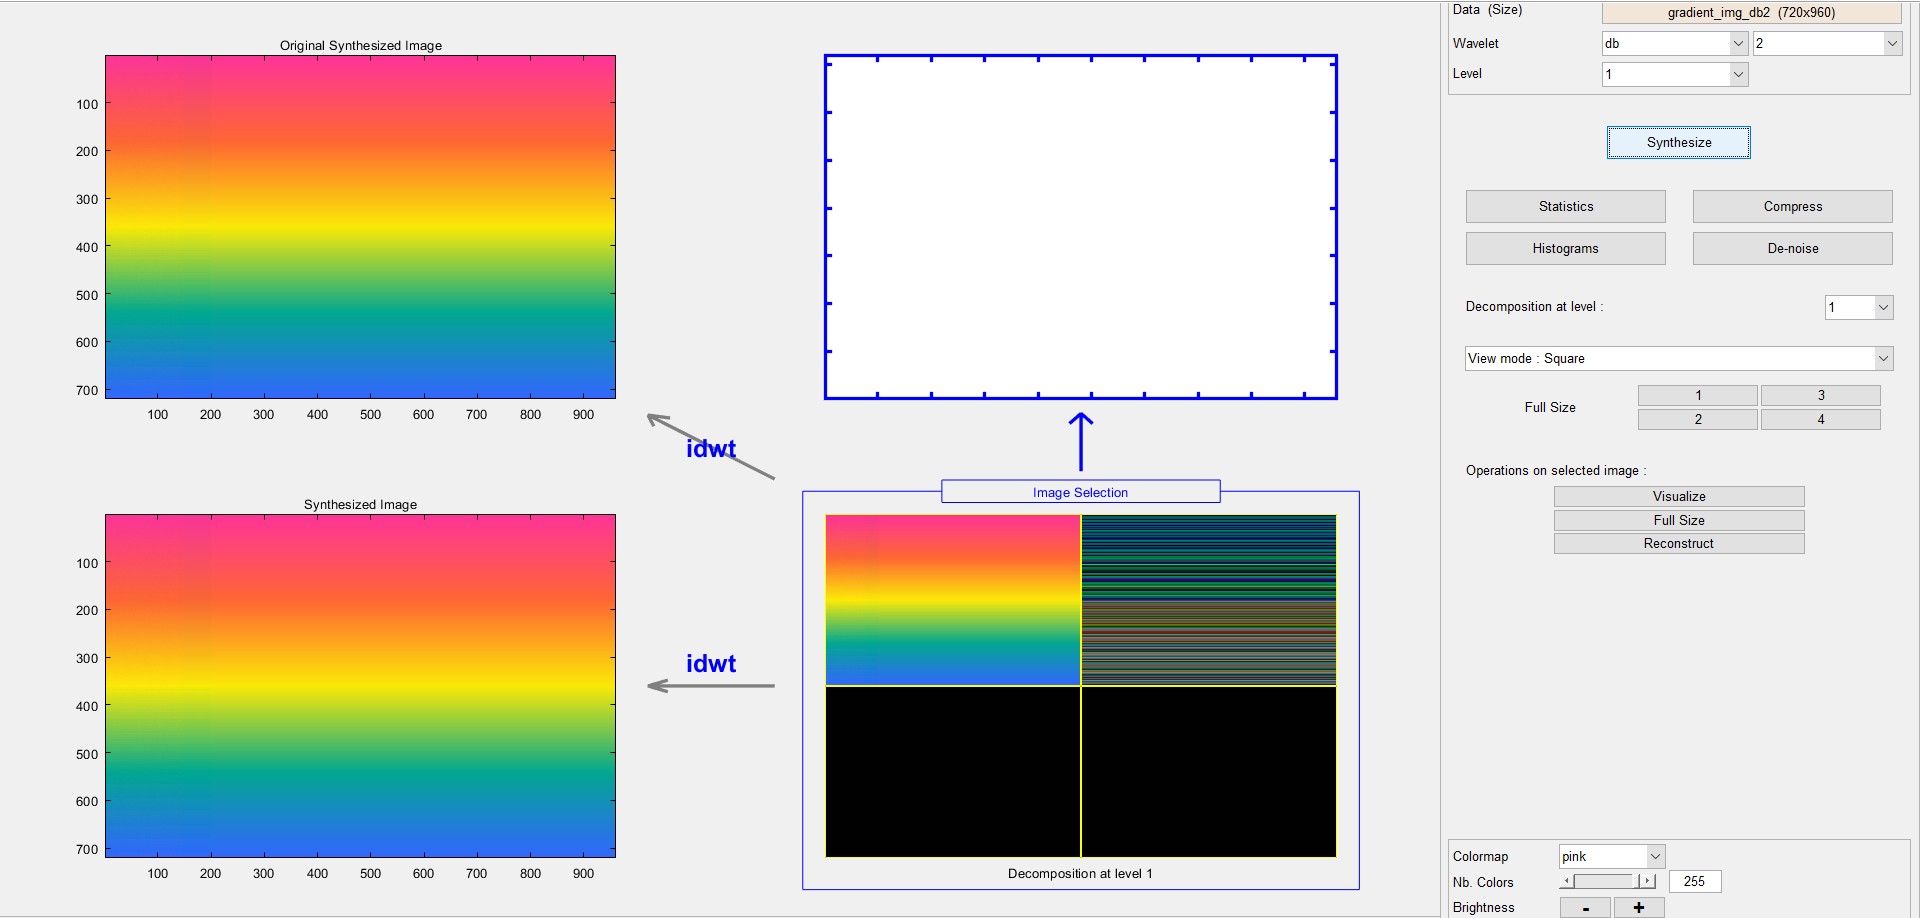 Original Synthesized Image
100
200
300
400
500
600
700
100 200 300 400 500 600 700 800 900
idwt
Synthesized Image
100
200
300
400
500
600
700
100 200 300 400 500 600 700 800 900
idwt
Image Selection
Decomposition at level 1
Data (Size) gradient_img_db2 (720x960)
Wavelet db 2
Level 1
Synthesize
Statistics Compress
Histograms De-noise
Decomposition at level : 1
View mode : Square
Full Size 1 3
2 4
Operations on selected image :
Visualize
Full Size
Reconstruct
Colormap pink
Nb. Colors 255
Brightness - +